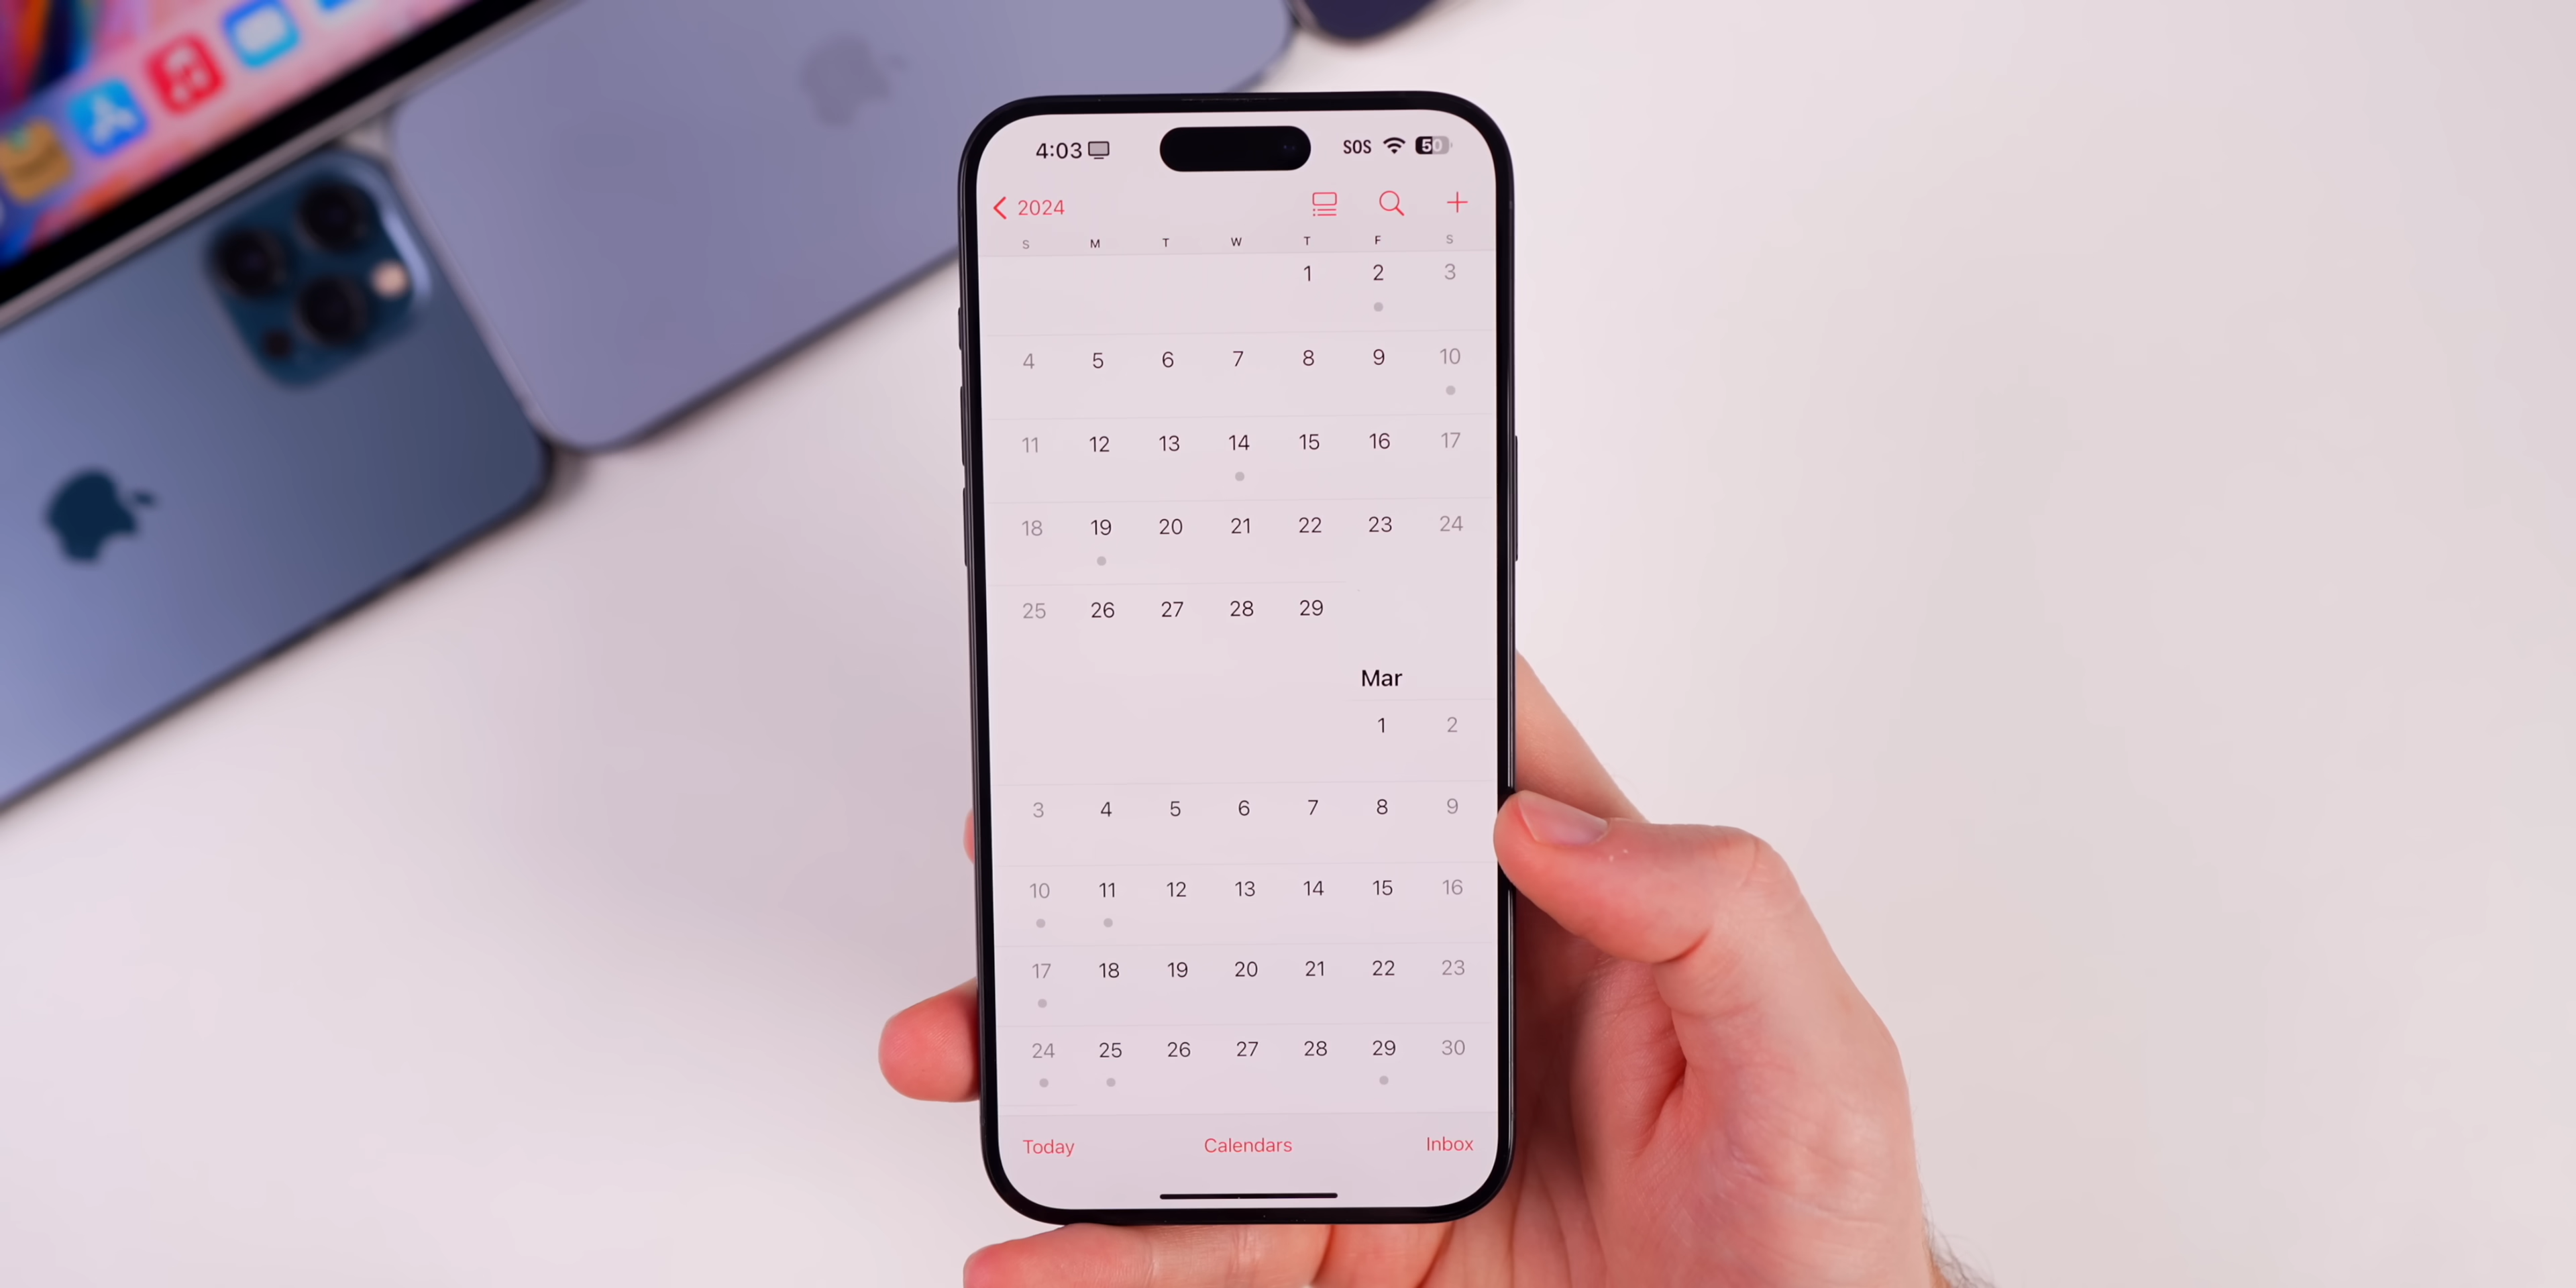 4:03 SOS 50
2024
S M T W T F S
1 2 3
4 5 6 7 8 9 10
11 12 13 14 15 16 17
18 19 20 21 22 23 24
25 26 27 28 29
Mar
1 2
3 4 5 6 7 8 9
10 11 12 13 14 15 16
17 18 19 20 21 22 23
24 25 26 27 28 29 30
Today Calendars Inbox